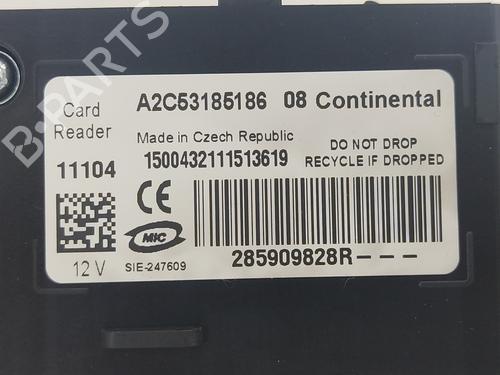 Card Reader
A2C53185186 08 Continental
Made in Czech Republic
11104
1500432111513619
DO NOT DROP
RECYCLE IF DROPPED
CE
MIC
12 V
SIE-247609
285909828R---
B-PARTS